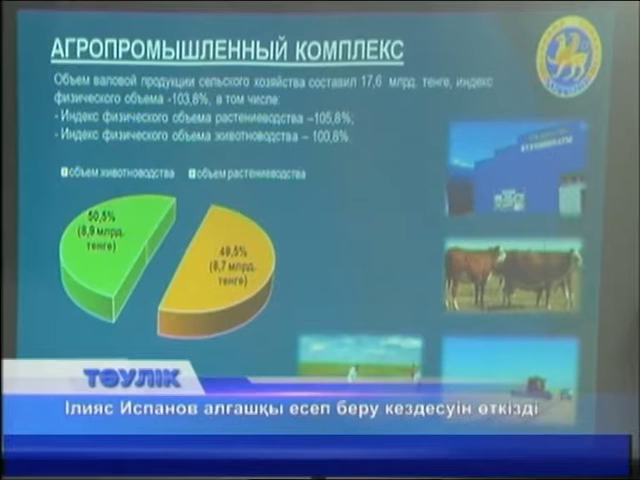 АГРОПРОМЫШЛЕННЫЙ КОМПЛЕКС
Объем валовой продукции сельского хозяйства составил 17,6 млрд. тенге, индекс
физического объема -103,6%, в том числе:
- Индекс физического объема растениеводства –105,8%;
- Индекс физического объема животноводства – 100,6%.
объем животноводства объем растениеводства
50,5%
(8,9 млрд.
тенге)
49,5%
(8,7 млрд.
тенге)
ТӘУЛІК
Ілияс Испанов алгашқы есеп беру кездесуін өткізді